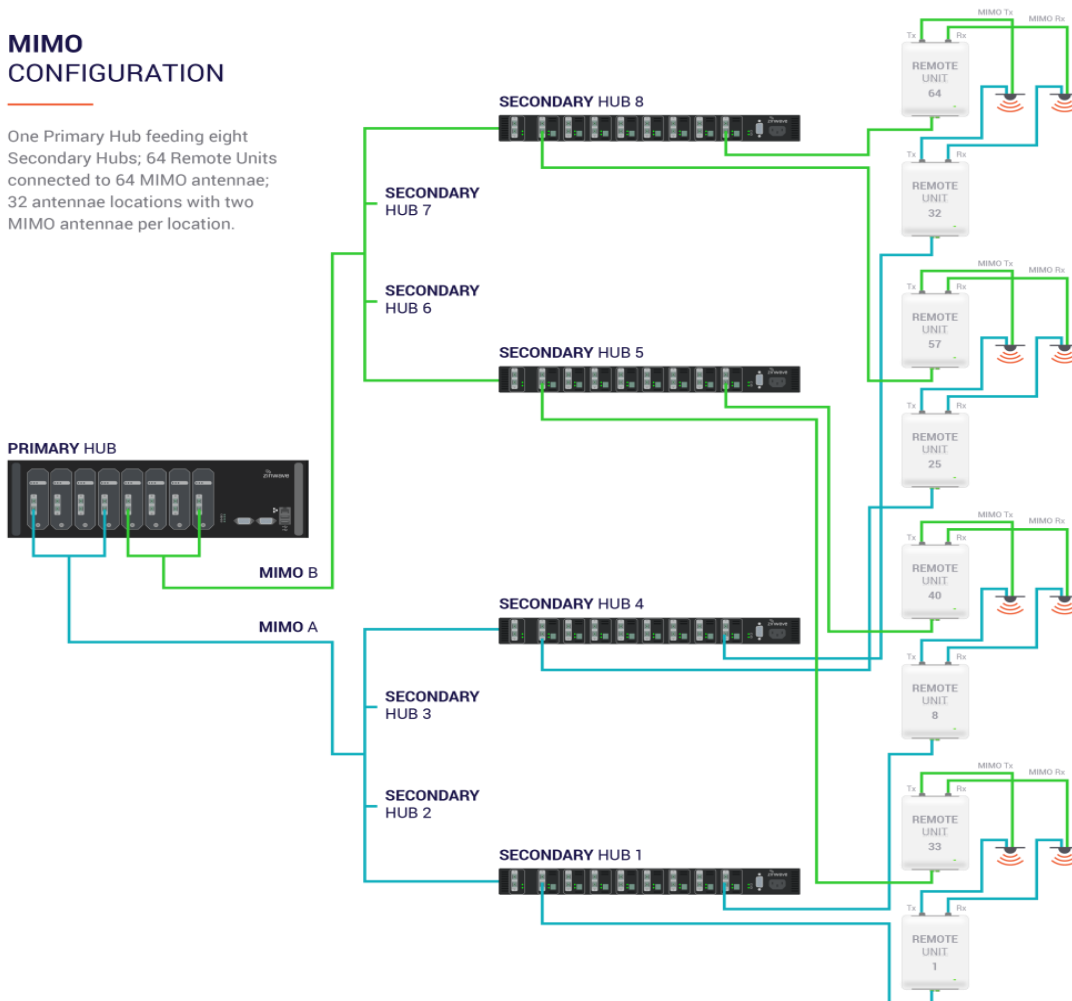 MIMO
CONFIGURATION
One Primary Hub feeding eight
Secondary Hubs; 64 Remote Units
connected to 64 MIMO antennae;
32 antennae locations with two
MIMO antennae per location.
MIMO Tx
MIMO Rx
Tx
Rx
REMOTE
UNIT
64
SECONDARY HUB 8
zinwave
Tx
Rx
REMOTE
UNIT
32
SECONDARY
HUB 7
MIMO Tx
MIMO Rx
Tx
Rx
REMOTE
UNIT
57
SECONDARY
HUB 6
SECONDARY HUB 5
zinwave
Tx
Rx
REMOTE
UNIT
25
PRIMARY HUB
zinwave
MIMO Tx
MIMO Rx
Tx
Rx
REMOTE
UNIT
40
MIMO B
SECONDARY HUB 4
zinwave
MIMO A
Tx
Rx
REMOTE
UNIT
8
SECONDARY
HUB 3
MIMO Tx
MIMO Rx
Tx
Rx
REMOTE
UNIT
33
SECONDARY
HUB 2
SECONDARY HUB 1
zinwave
Tx
Rx
REMOTE
UNIT
1